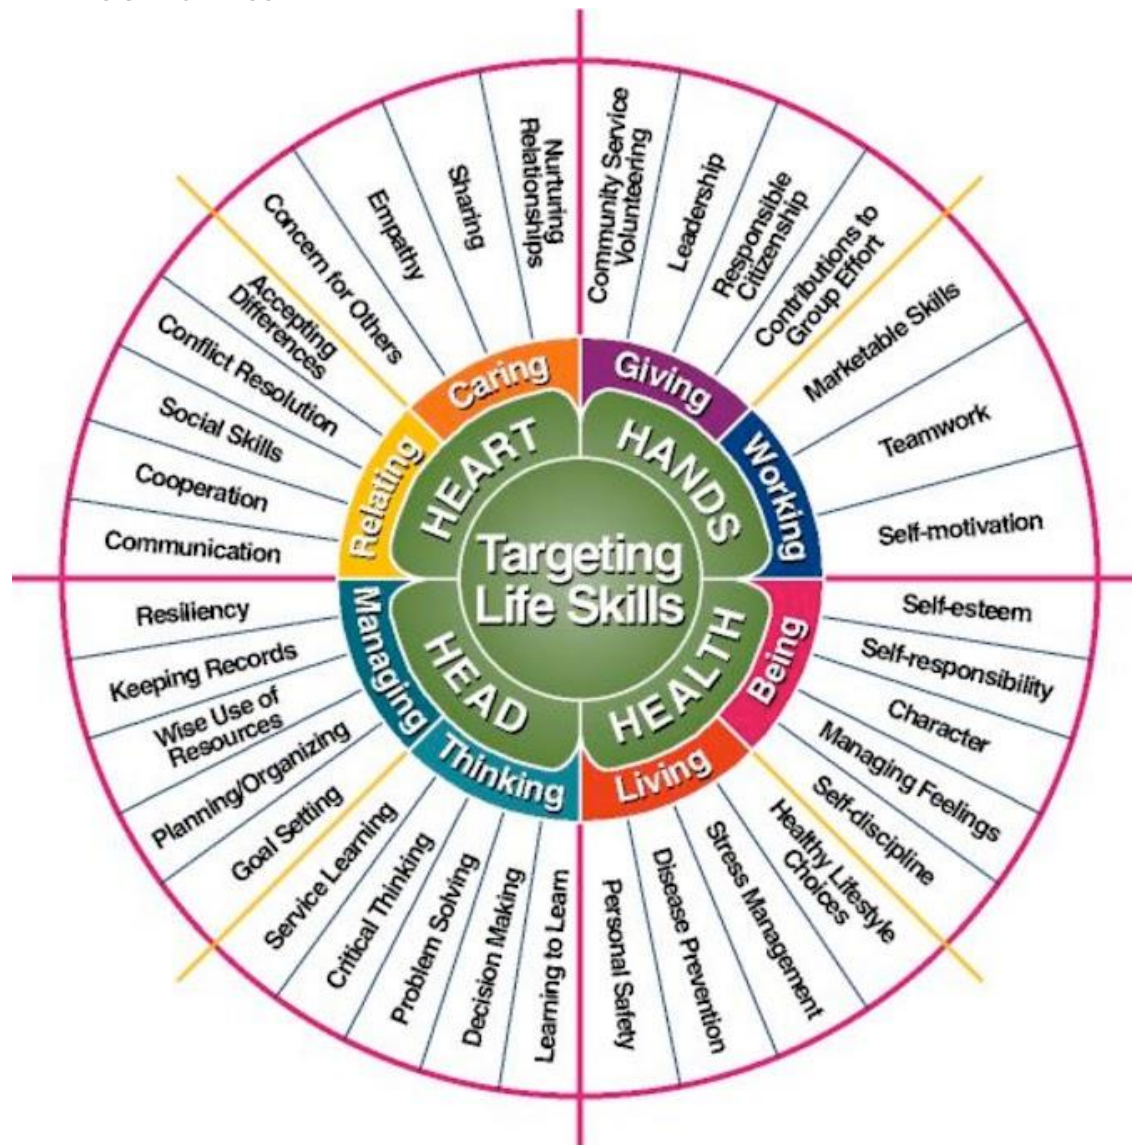 Targeting
Life Skills
HEART
Caring
Nurturing
Relationships
Sharing
Empathy
Concern for Others
Relating
Accepting
Differences
Conflict Resolution
Social Skills
Cooperation
Communication
HANDS
Giving
Community Service
Volunteering
Leadership
Responsible
Citizenship
Contributions to
Group Effort
Working
Marketable Skills
Teamwork
Self-motivation
HEALTH
Being
Self-esteem
Self-responsibility
Character
Managing Feelings
Self-discipline
Living
Healthy Lifestyle
Choices
Stress Management
Disease Prevention
Personal Safety
HEAD
Thinking
Learning to Learn
Decision Making
Problem Solving
Critical Thinking
Service Learning
Managing
Goal Setting
Planning/Organizing
Wise Use of
Resources
Keeping Records
Resiliency